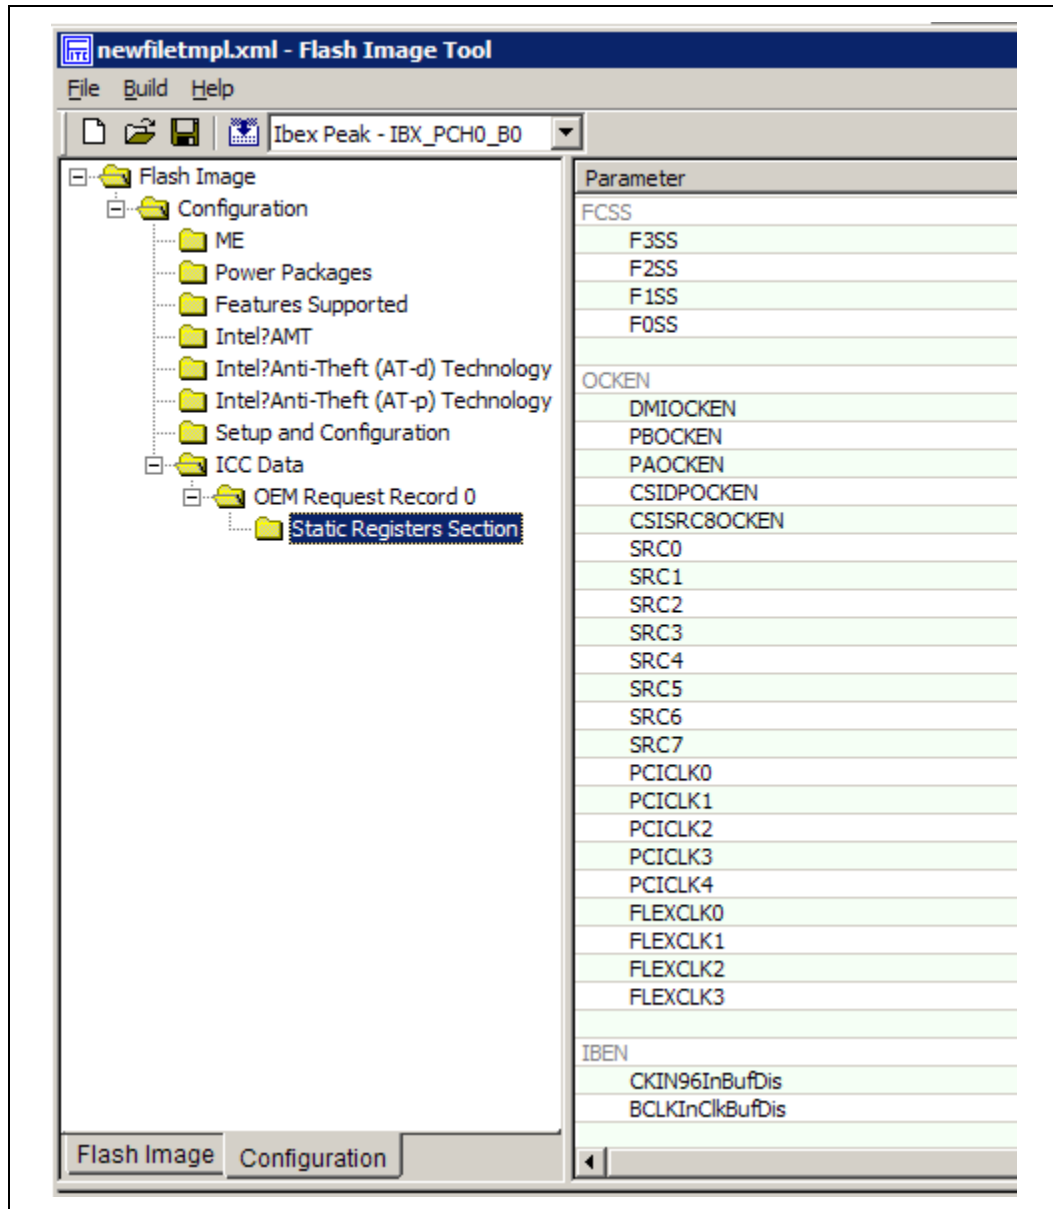 newfiletmpl.xml - Flash Image Tool
File Build Help
Ibex Peak - IBX_PCH0_B0
Flash Image
Configuration
ME
Power Packages
Features Supported
Intel?AMT
Intel?Anti-Theft (AT-d) Technology
Intel?Anti-Theft (AT-p) Technology
Setup and Configuration
ICC Data
OEM Request Record 0
Static Registers Section
Flash Image Configuration
Parameter
FCSS
F3SS
F2SS
F1SS
F0SS
OCKEN
DMIOCKEN
PBOCKEN
PAOCKEN
CSIDPOCKEN
CSISRC8OCKEN
SRC0
SRC1
SRC2
SRC3
SRC4
SRC5
SRC6
SRC7
PCICLK0
PCICLK1
PCICLK2
PCICLK3
PCICLK4
FLEXCLK0
FLEXCLK1
FLEXCLK2
FLEXCLK3
IBEN
CKIN96InBufDis
BCLKInClkBufDis